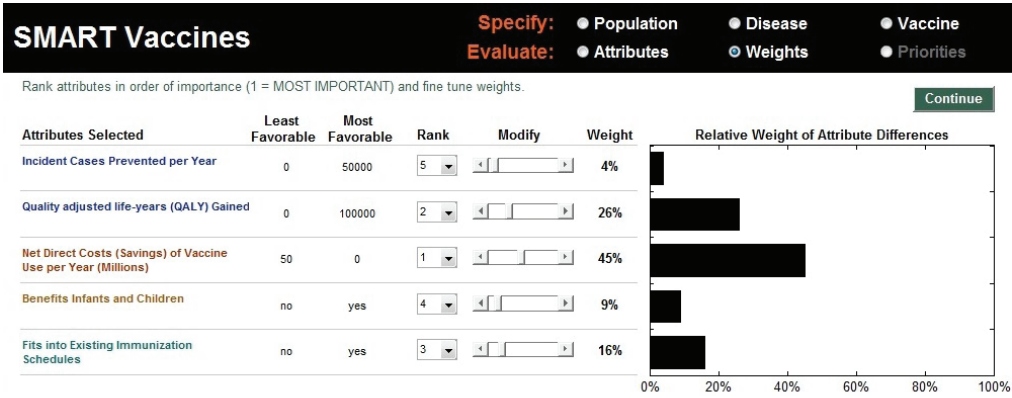 SMART Vaccines
Specify: Population Disease Vaccine
Evaluate: Attributes Weights Priorities
Rank attributes in order of importance (1 = MOST IMPORTANT) and fine tune weights.
Continue
Attributes Selected Least Favorable Most Favorable Rank Modify Weight Relative Weight of Attribute Differences
Incident Cases Prevented per Year 0 50000 5 4%
Quality adjusted life-years (QALY) Gained 0 100000 2 26%
Net Direct Costs (Savings) of Vaccine
Use per Year (Millions) 50 0 1 45%
Benefits Infants and Children no yes 4 9%
Fits into Existing Immunization
Schedules no yes 3 16%
0% 20% 40% 60% 80% 100%